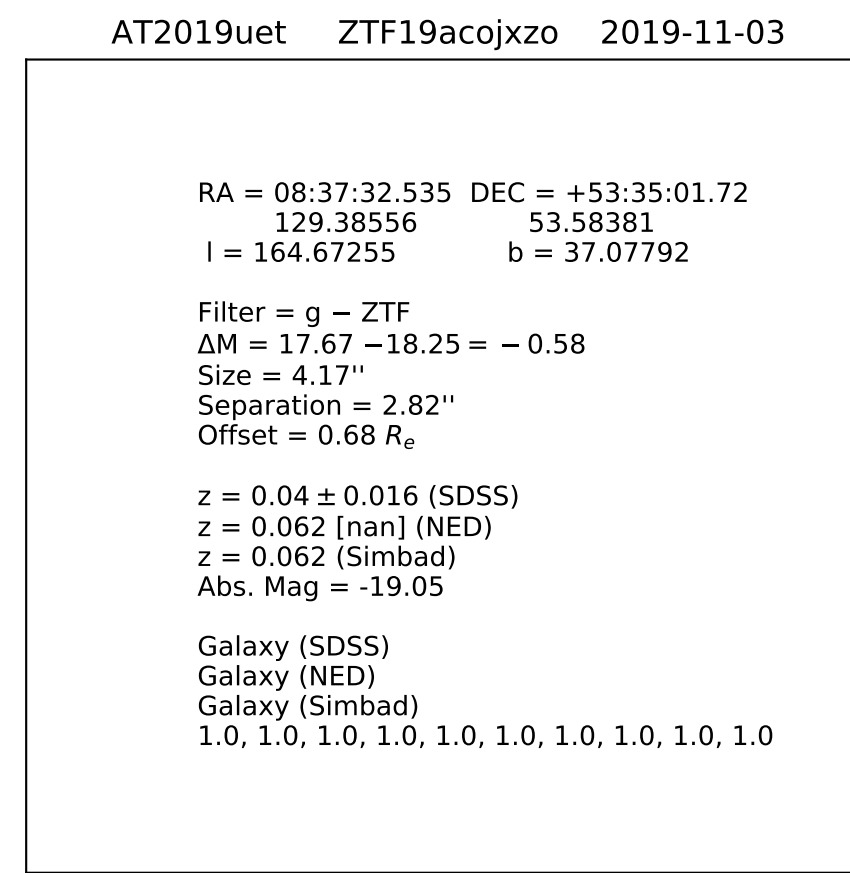 AT2019uet ZTF19acojxzo 2019-11-03
RA = 08:37:32.535 DEC = +53:35:01.72
129.38556 53.58381
l = 164.67255 b = 37.07792
Filter = g − ZTF
ΔM = 17.67 −18.25 = − 0.58
Size = 4.17''
Separation = 2.82''
Offset = 0.68 Re
z = 0.04 ± 0.016 (SDSS)
z = 0.062 [nan] (NED)
z = 0.062 (Simbad)
Abs. Mag = -19.05
Galaxy (SDSS)
Galaxy (NED)
Galaxy (Simbad)
1.0, 1.0, 1.0, 1.0, 1.0, 1.0, 1.0, 1.0, 1.0, 1.0